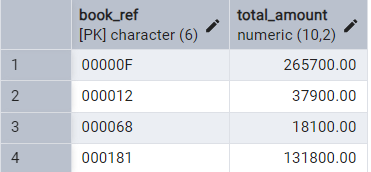 book_ref total_amount
[PK] character (6) numeric (10,2)
1 00000F 265700.00
2 000012 37900.00
3 000068 18100.00
4 000181 131800.00